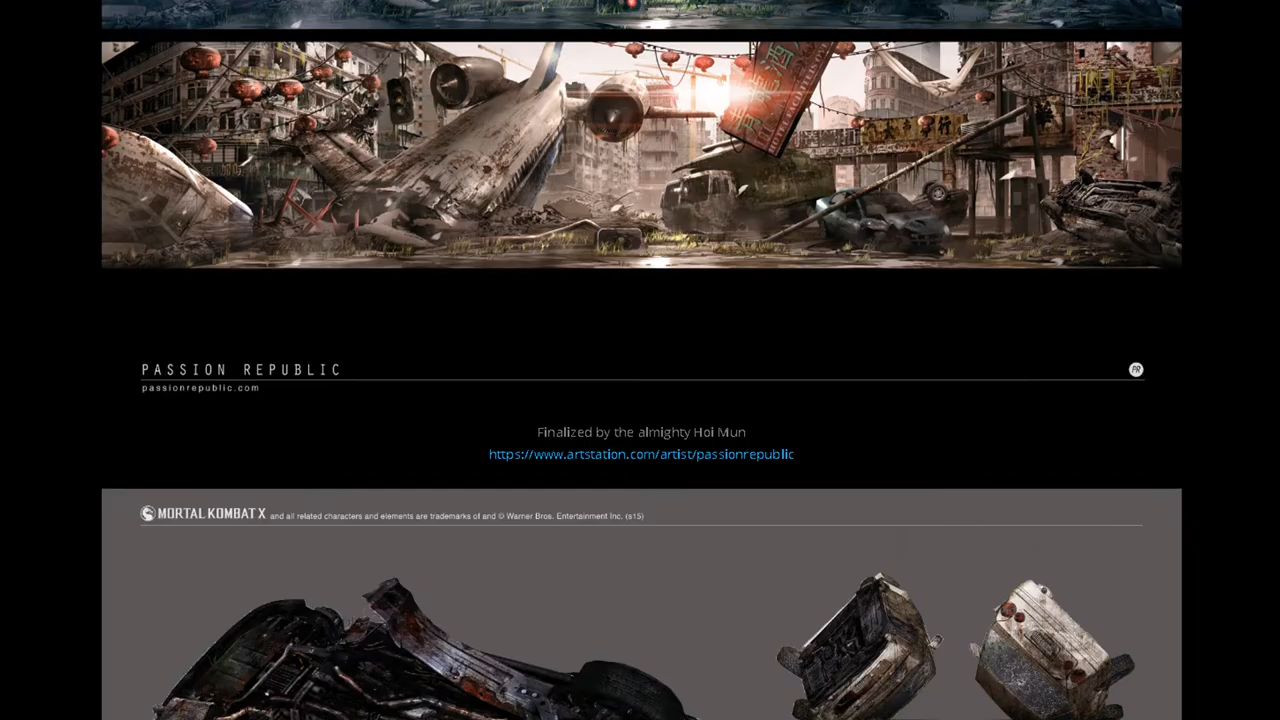 PASSION REPUBLIC
PR
passionrepublic.com
Finalized by the almighty Hoi Mun
https://www.artstation.com/artist/passionrepublic
MORTAL KOMBAT X and all related characters and elements are trademarks of and © Warner Bros. Entertainment Inc. (s15)